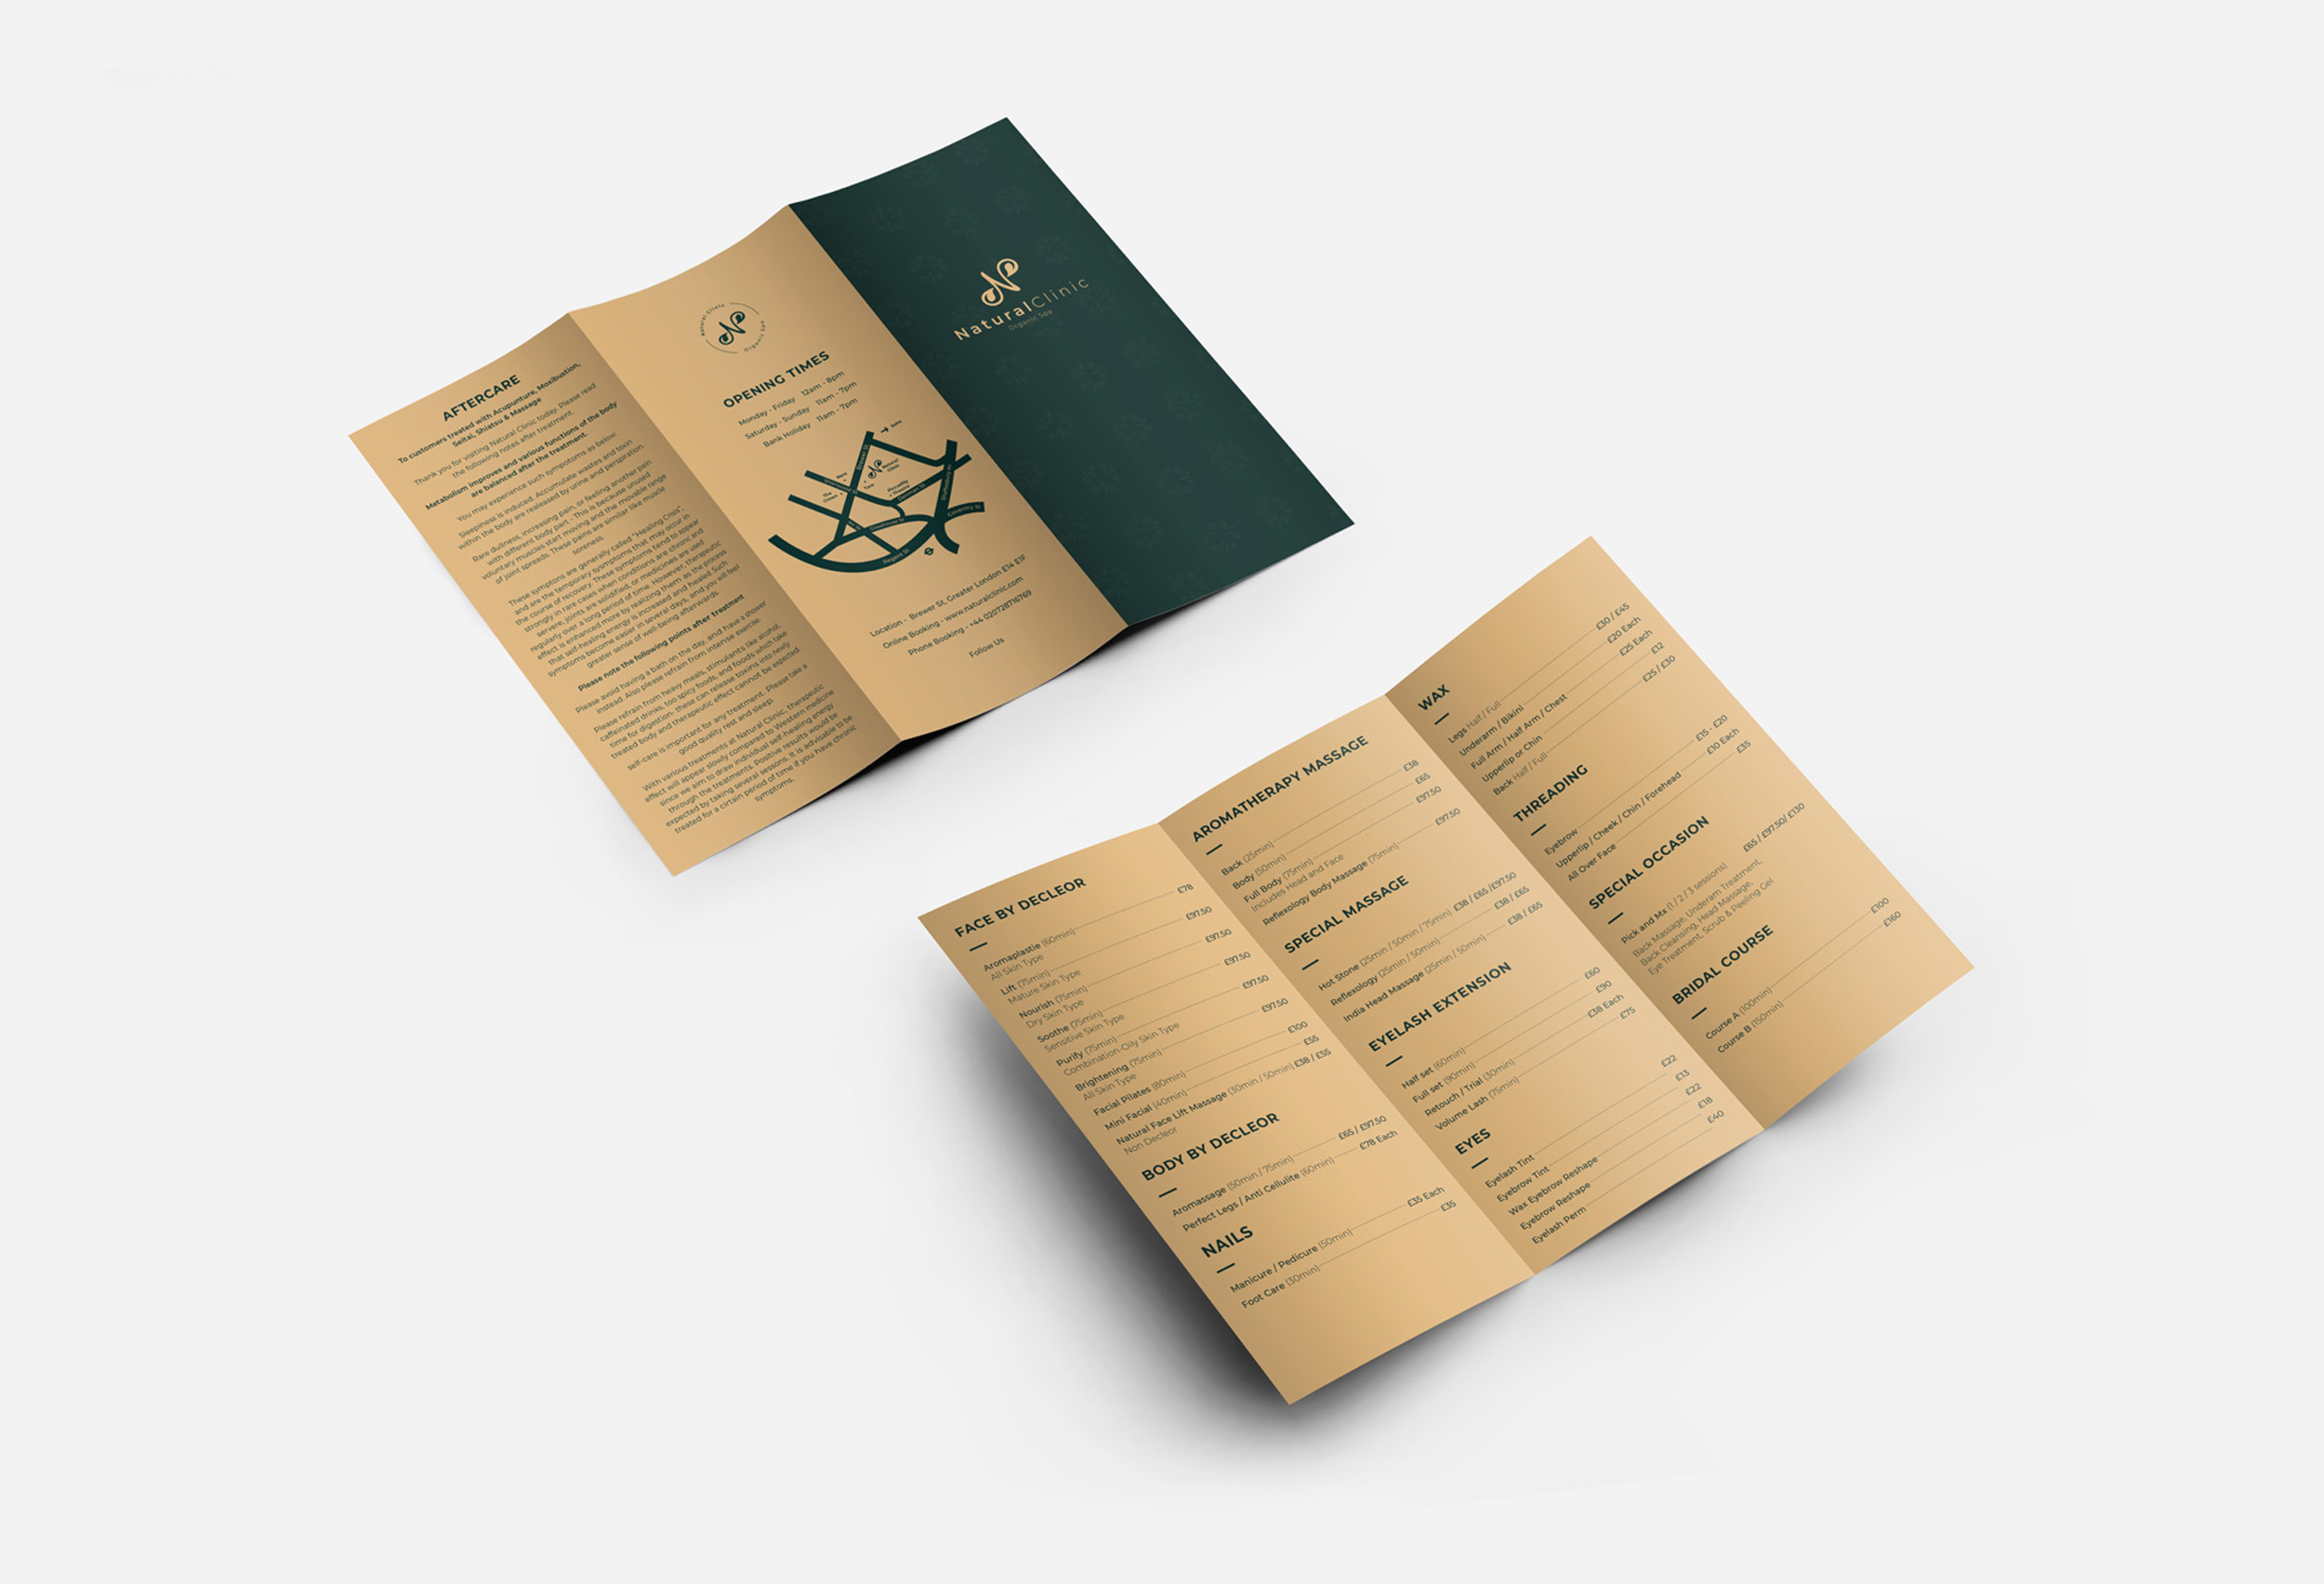 AFTERCARE
To customers treated with Acupunture, Moxibustion,
Seitai, Shiatsu & Massage
Thank you for visiting Natural Clinic today. Please read
the following notes after treatment.
Metabolism improves and various functions of the body
are balanced after the treatment.
You may experience such sympotoms as below:
Sleepiness is induced. Accumulate wastes and toxin
within the body are realeased by urine and perspiration.
Rare dullness, increasing pain, or feeling another pain
with different body part - This is because unused
voluntary muscles start moving and the movable range
of joint spreads. These pains are similar like muscle
soreness.
These symptoms are generally called "Healing Crisis",
and are the temporary sysmptoms that may occur in
the course of recovery. These symptoms tend to appear
strongly in rare cases when conditions are chronic and
servere, joints are solidified, or medicines are used
regularly over a long period of time. However, therapeutic
effect is enhanced more by realizing them as the process
that self-healing energy is increased and healed. Such
symptoms become easier in several days, and you will feel
greater sense of well-being afterwards.
Please note the following points after treatment
Please avoid having a bath on the day, and have a shower
instead. Also please refrain from intense exercise.
Please refrain from heavy meals, stimulants like alcohol,
caffeinated drinks, too spicy foods, and foods which take
time for digestion- these can release toxins into newly
treated body and therapeutic effect cannot be expected.
self-care is important for any treatment. Please take a
good quality rest and sleep.
With various treatments at Natural Clinic, therapeutic
effect will appear slowly compared to Western medicine
since we aim to draw individual self-healing energy
through the treatments. Positive results would be
expected by taking several sessons. It is advisable to be
treated for a cirtain period of time if you have chronic
symptoms.
Natural Clinic
Organic Spa
OPENING TIMES
Monday - Friday 12am - 8pm
Saturday - Sunday 11am - 7pm
Bank Holiday 11am - 7pm
Soho
Brewer St
Natural
Clinic
Piccadilly
Theatre
Shaftesbury Av
Coventry St
Regent St
Location - Brewer St, Greater London E14 E1F
Online Booking - www.naturalclinic.com
Phone Booking - +44 020728716769
Follow Us
NaturalClinic
Organic Spa
FACE BY DECLEOR
Aromaplastie (60min) £78
All Skin Type
Lift (75min) £97.50
Mature Skin Type
Nourish (75min) £97.50
Dry Skin Type
Soothe (75min) £97.50
Sensitive Skin Type
Purify (75min) £97.50
Combination-Oily Skin Type
Brightening (75min) £97.50
All Skin Type
Facial Pilates (80min) £100
Mini Facial (40min) £55
Natural Face Lift Massage (30min / 50min) £38 / £55
Non Decleor
BODY BY DECLEOR
Aromassage (50min / 75min) £65 / £97.50
Perfect Legs / Anti Cellulite (60min) £78 Each
NAILS
Manicure / Pedicure (50min) £35 Each
Foot Care (30min) £35
AROMATHERAPY MASSAGE
Back (25min) £38
Body (50min) £65
Full Body (75min) £97.50
Includes Head and Face
Reflexology Body Massage (75min) £97.50
SPECIAL MASSAGE
Hot Stone (25min / 50min / 75min) £38 / £65 /£97.50
Reflexology (25min / 50min) £38 / £65
India Head Massage (25min / 50min) £38 / £65
EYELASH EXTENSION
Half set (60min) £60
Full set (90min) £90
Retouch / Trial (30min) £38 Each
Volume Lash (75min) £75
EYES
Eyelash Tint £22
Eyebrow Tint £13
Wax Eyebrow Reshape £22
Eyebrow Reshape £18
Eyelash Perm £40
WAX
Legs Half / Full £30 / £45
Underarm / Bikini £20 Each
Full Arm / Half Arm / Chest £25 Each
Upperlip or Chin £12
Back Half / Full £25 / £30
THREADING
Eyebrow £15 - £20
Upperlip / Cheek / Chin / Forehead £10 Each
All Over Face £35
SPECIAL OCCASION
Pick and Mx (1 / 2 / 3 sessions) £65 / £97.50/ £130
Back Massage, Underarm Treatment,
Back Cleansing, Head Massage,
Eye Treatment, Scrub & Peeling Gel
BRIDAL COURSE
Course A (100min) £100
Course B (150min) £160